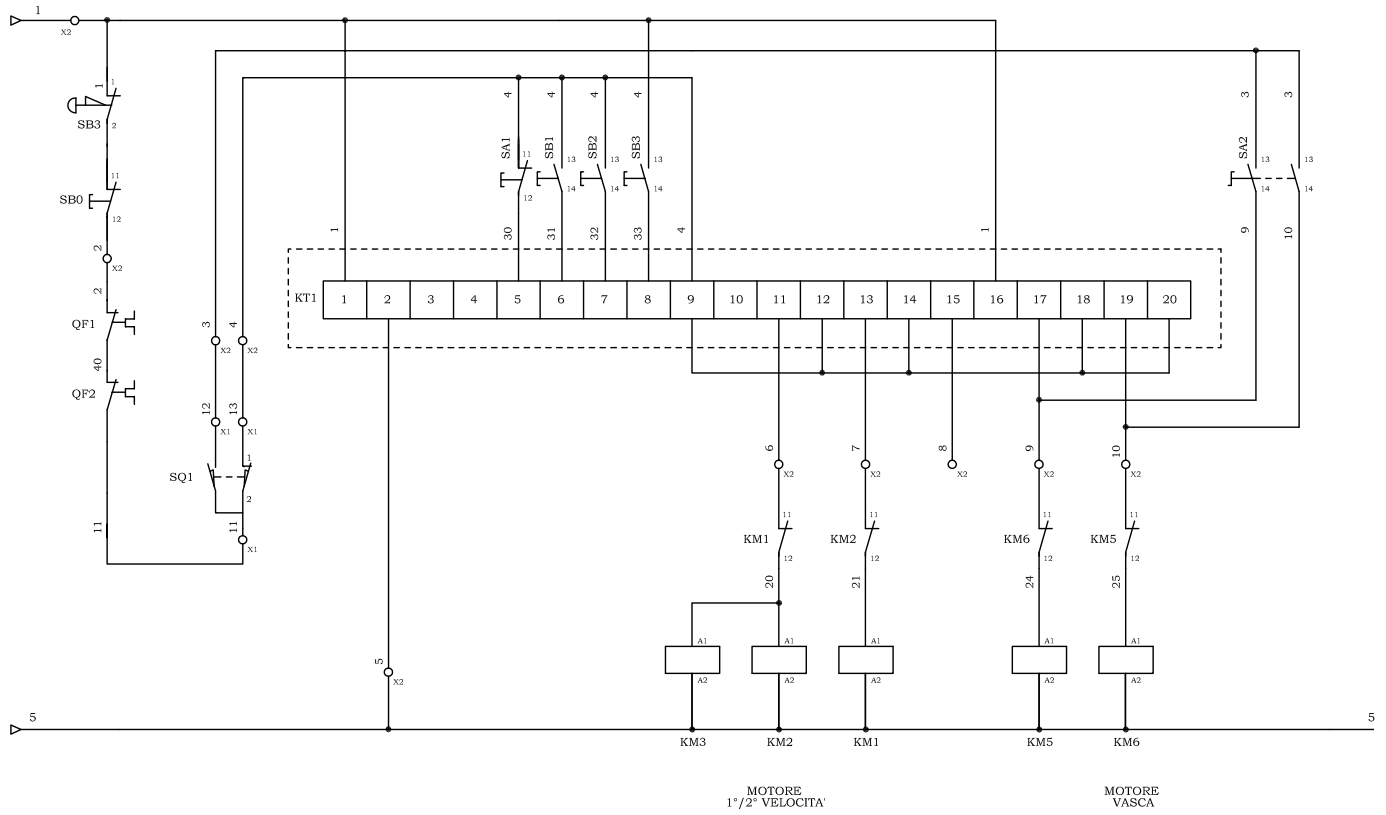 1
X2
1
1
SB3
2
11
SB0
12
2
X2
2
QF1
40
QF2
11
3
4
X2
X2
12
13
X1
X1
SQ1
1
2
11
X1
1
4
4
4
4
SA1
SB1
SB2
SB3
11
13
13
13
12
14
14
14
30
31
32
33
4
1
3
3
SA2
13
13
14
14
9
10
KT1
1 2 3 4 5 6 7 8 9 10 11 12 13 14 15 16 17 18 19 20
6
7
8
9
10
X2
X2
X2
X2
X2
KM1
11
12
KM2
11
12
KM6
11
12
KM5
11
12
20
21
24
25
A1
A1
A1
A1
A1
A2
A2
A2
A2
A2
5
X2
5
5
KM3
KM2
KM1
KM5
KM6
MOTORE
1°/2° VELOCITA'
MOTORE
VASCA